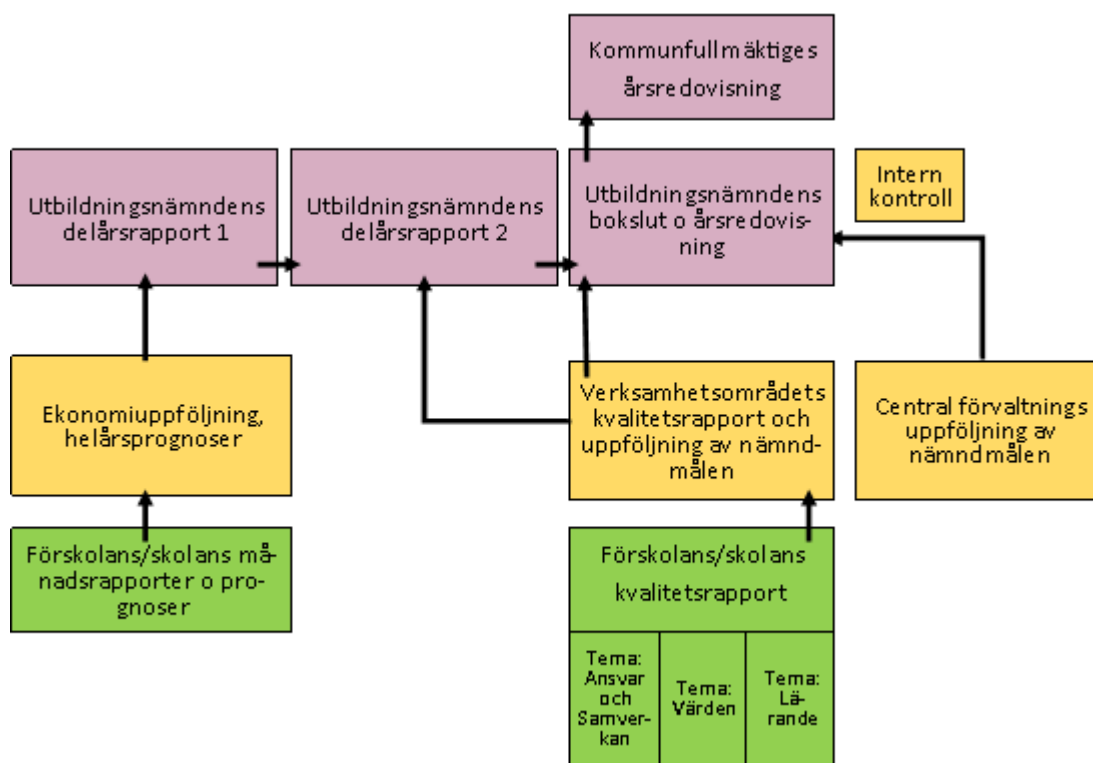 Kommunfullmäktiges
årsredovisning
Utbildningsnämndens
delårsrapport 1
Utbildningsnämndens
delårsrapport 2
Utbildningsnämndens
bokslut o årsredovis-
ning
Intern
kontroll
Ekonomiuppföljning,
helårsprognoser
Verksamhetsområdets
kvalitetsrapport och
uppföljning av nämnd-
målen
Central förvaltnings
uppföljning av
nämndmålen
Förskolans/skolans må-
nadsrapporter o pro-
gnoser
Förskolans/skolans
kvalitetsrapport
Tema:
Ansvar
och
Samver-
kan
Tema:
Värden
Tema:
Lä-
rande